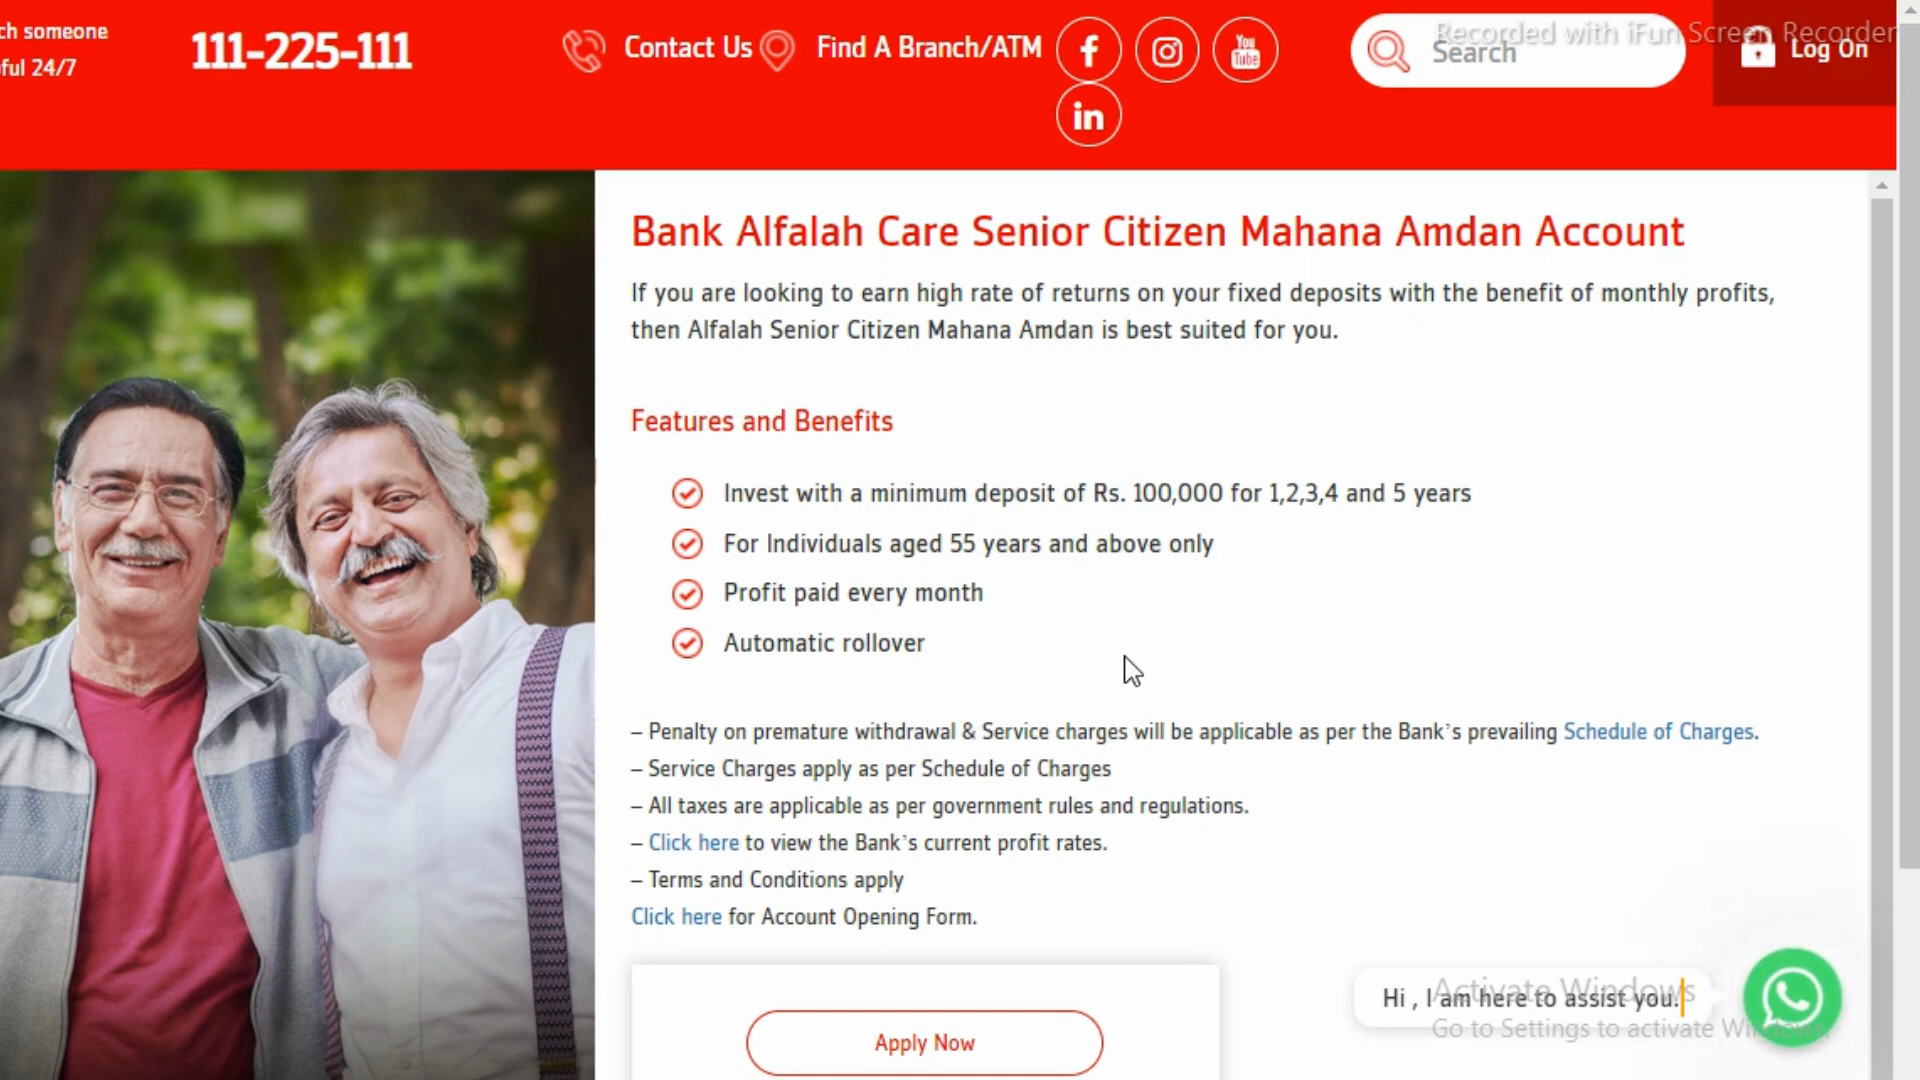 ch someone
ful 24/7
111-225-111
Contact Us
Find A Branch/ATM
f
You
Tube
in
Search
Recorded with iFun Screen Recorder
Log On
Bank Alfalah Care Senior Citizen Mahana Amdan Account
If you are looking to earn high rate of returns on your fixed deposits with the benefit of monthly profits,
then Alfalah Senior Citizen Mahana Amdan is best suited for you.
Features and Benefits
Invest with a minimum deposit of Rs. 100,000 for 1,2,3,4 and 5 years
For Individuals aged 55 years and above only
Profit paid every month
Automatic rollover
– Penalty on premature withdrawal & Service charges will be applicable as per the Bank's prevailing Schedule of Charges.
– Service Charges apply as per Schedule of Charges
– All taxes are applicable as per government rules and regulations.
– Click here to view the Bank's current profit rates.
– Terms and Conditions apply
Click here for Account Opening Form.
Apply Now
Hi , I am here to assist you.
Activate Windows
Go to Settings to activate Windows.